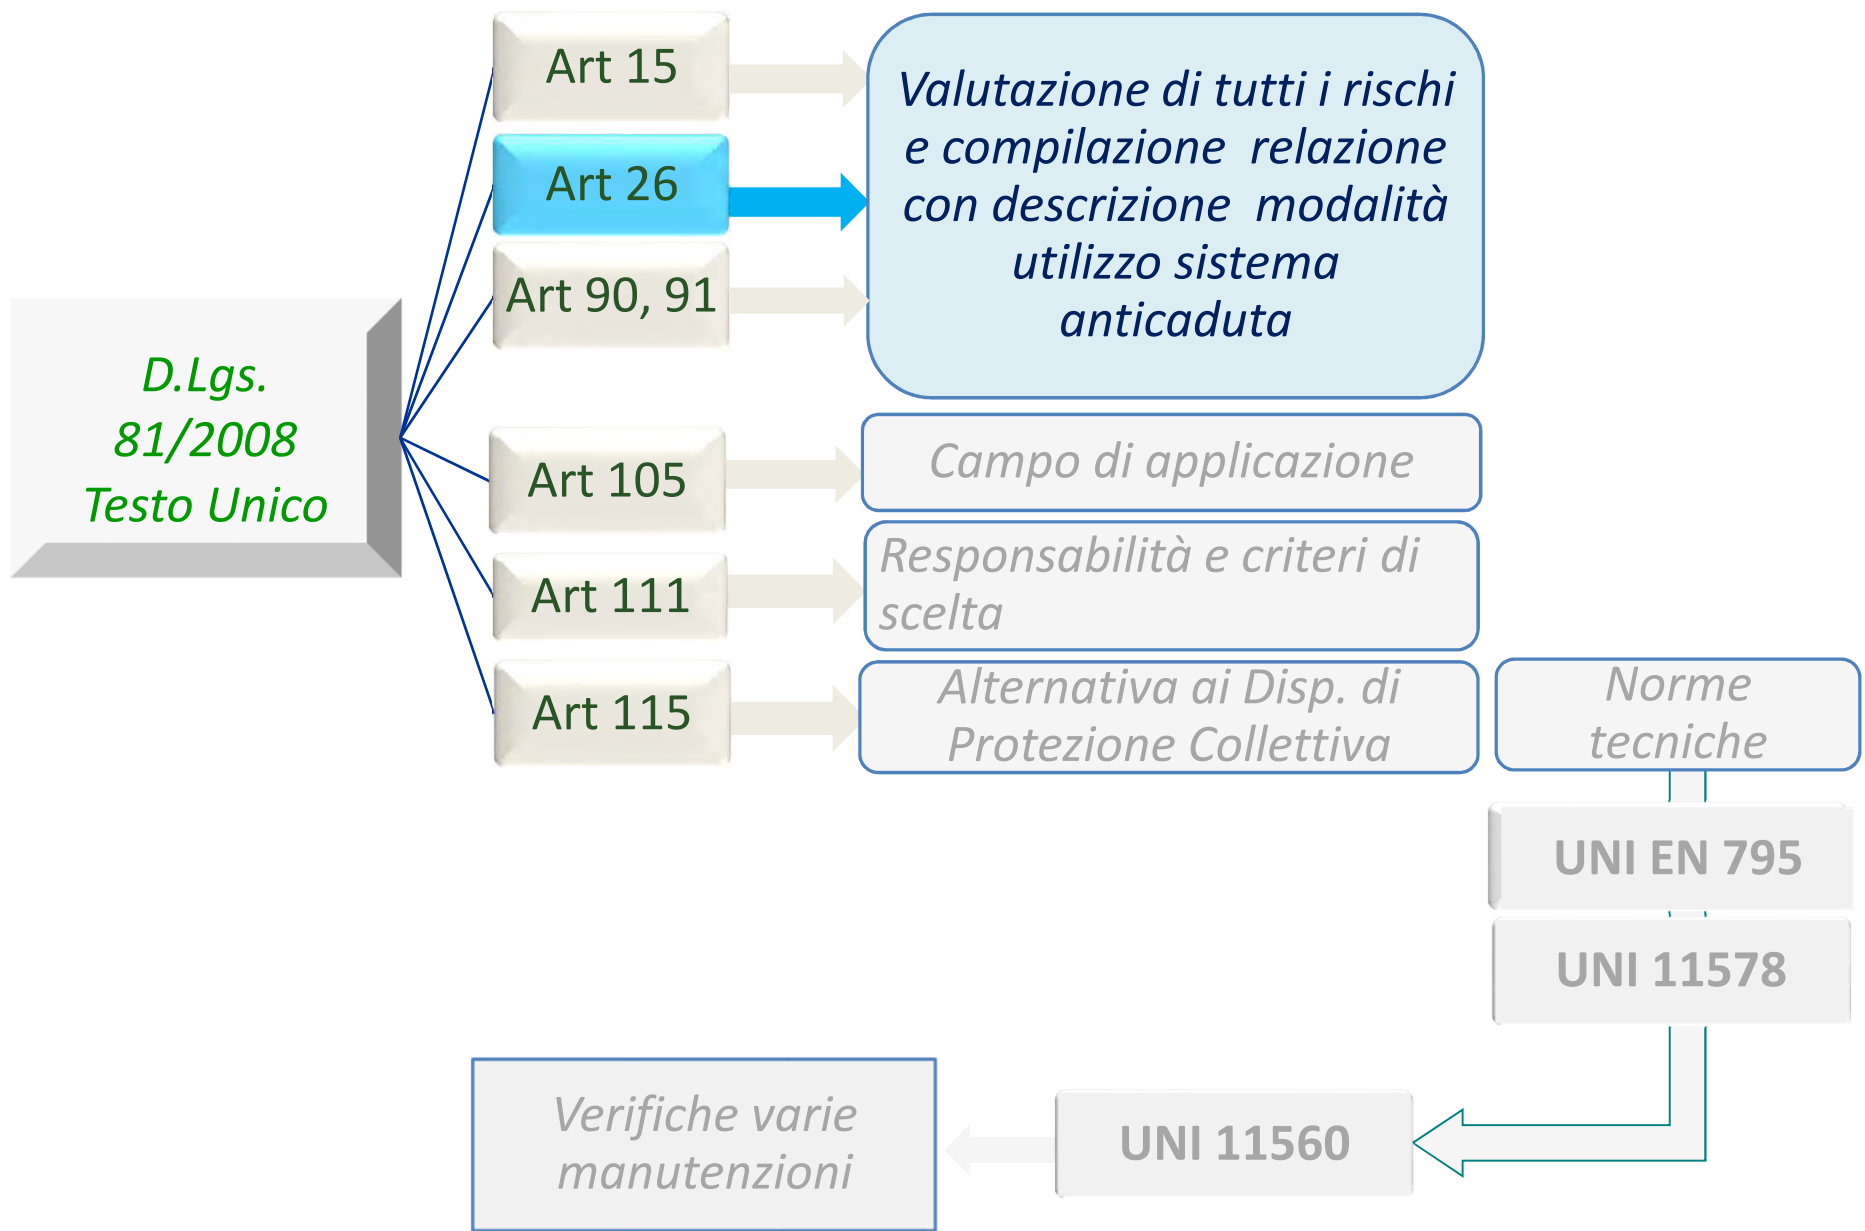 D.Lgs.
81/2008
Testo Unico
Art 15
Art 26
Art 90, 91
Valutazione di tutti i rischi
e compilazione relazione
con descrizione modalità
utilizzo sistema
anticaduta
Art 105
Campo di applicazione
Art 111
Responsabilità e criteri di
scelta
Art 115
Alternativa ai Disp. di
Protezione Collettiva
Norme
tecniche
UNI EN 795
UNI 11578
UNI 11560
Verifiche varie
manutenzioni